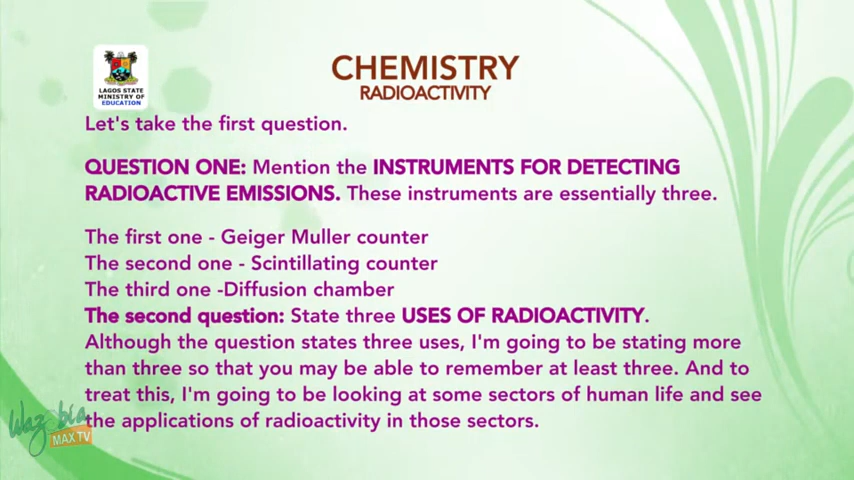 CHEMISTRY
RADIOACTIVITY
LAGOS STATE
MINISTRY OF
EDUCATION
Let's take the first question.
QUESTION ONE: Mention the INSTRUMENTS FOR DETECTING
RADIOACTIVE EMISSIONS. These instruments are essentially three.
The first one - Geiger Muller counter
The second one - Scintillating counter
The third one -Diffusion chamber
The second question: State three USES OF RADIOACTIVITY.
Although the question states three uses, I'm going to be stating more
than three so that you may be able to remember at least three. And to
treat this, I'm going to be looking at some sectors of human life and see
the applications of radioactivity in those sectors.
Wazobia
MAX TV